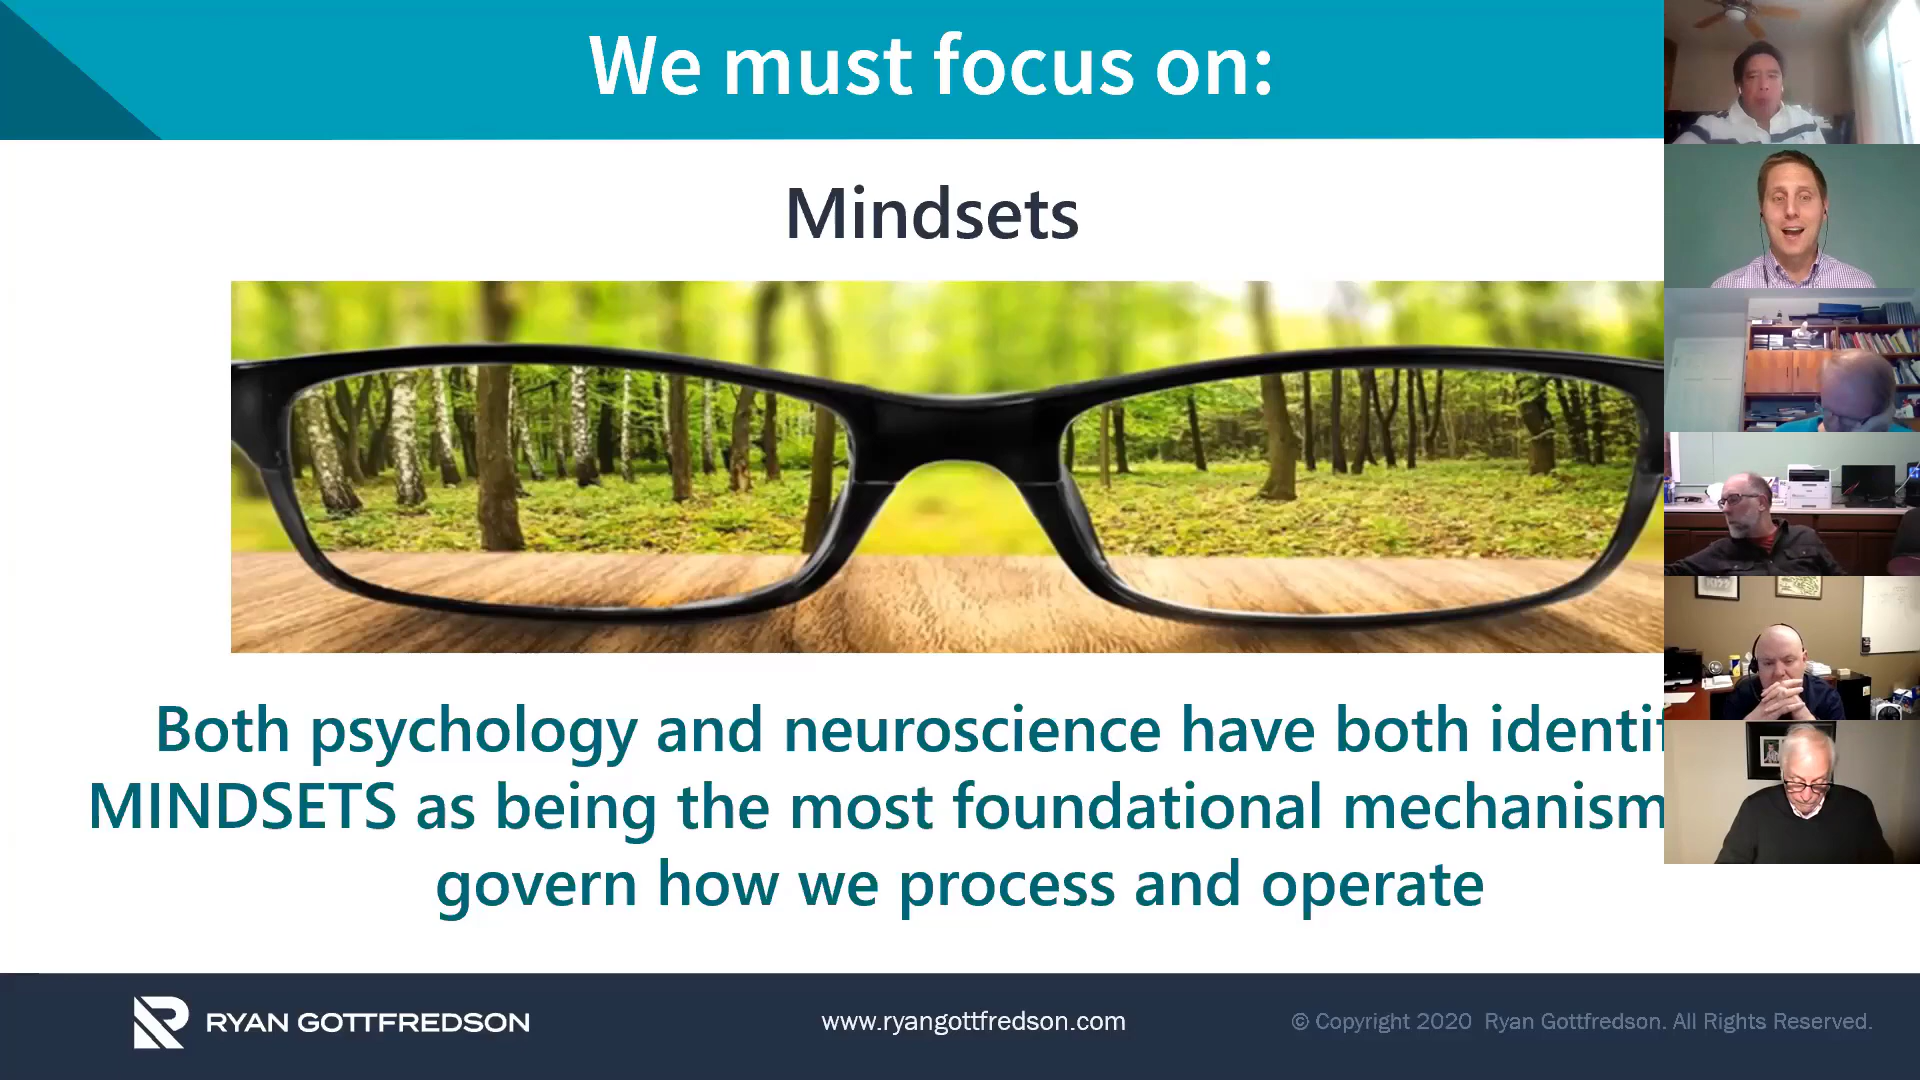 We must focus on:
Mindsets
Both psychology and neuroscience have both identif
MINDSETS as being the most foundational mechanism
govern how we process and operate
RYAN GOTTFREDSON
www.ryangottfredson.com
© Copyright 2020 Ryan Gottfredson. All Rights Reserved.